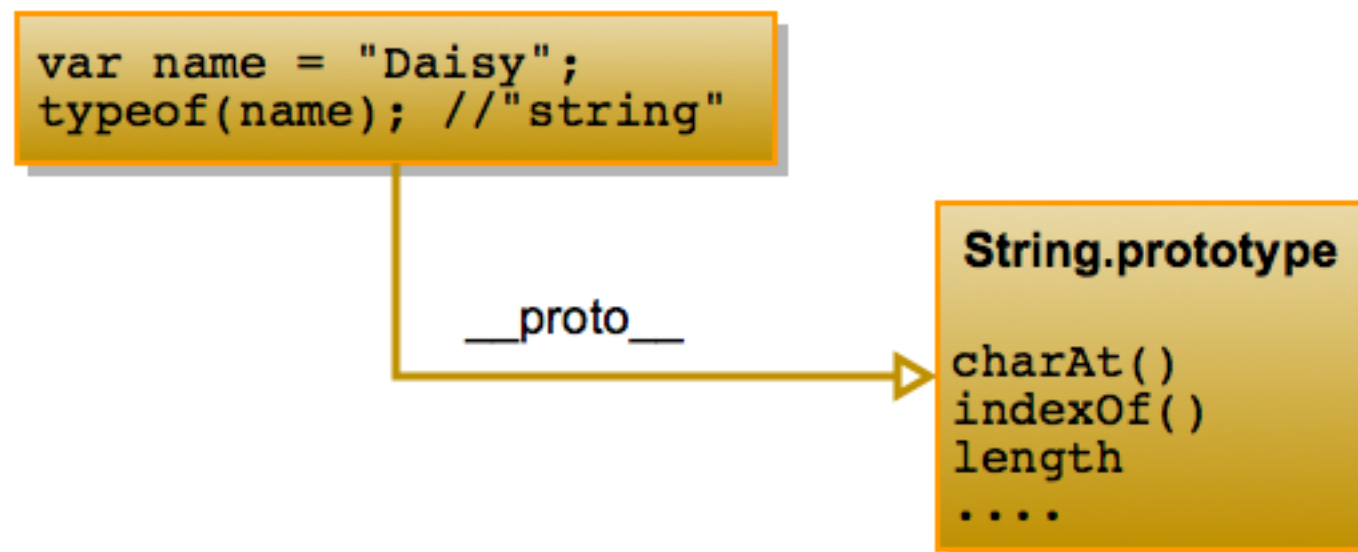 var name = "Daisy";
typeof(name); //"string"
__proto__
String.prototype
charAt()
indexOf()
length
....